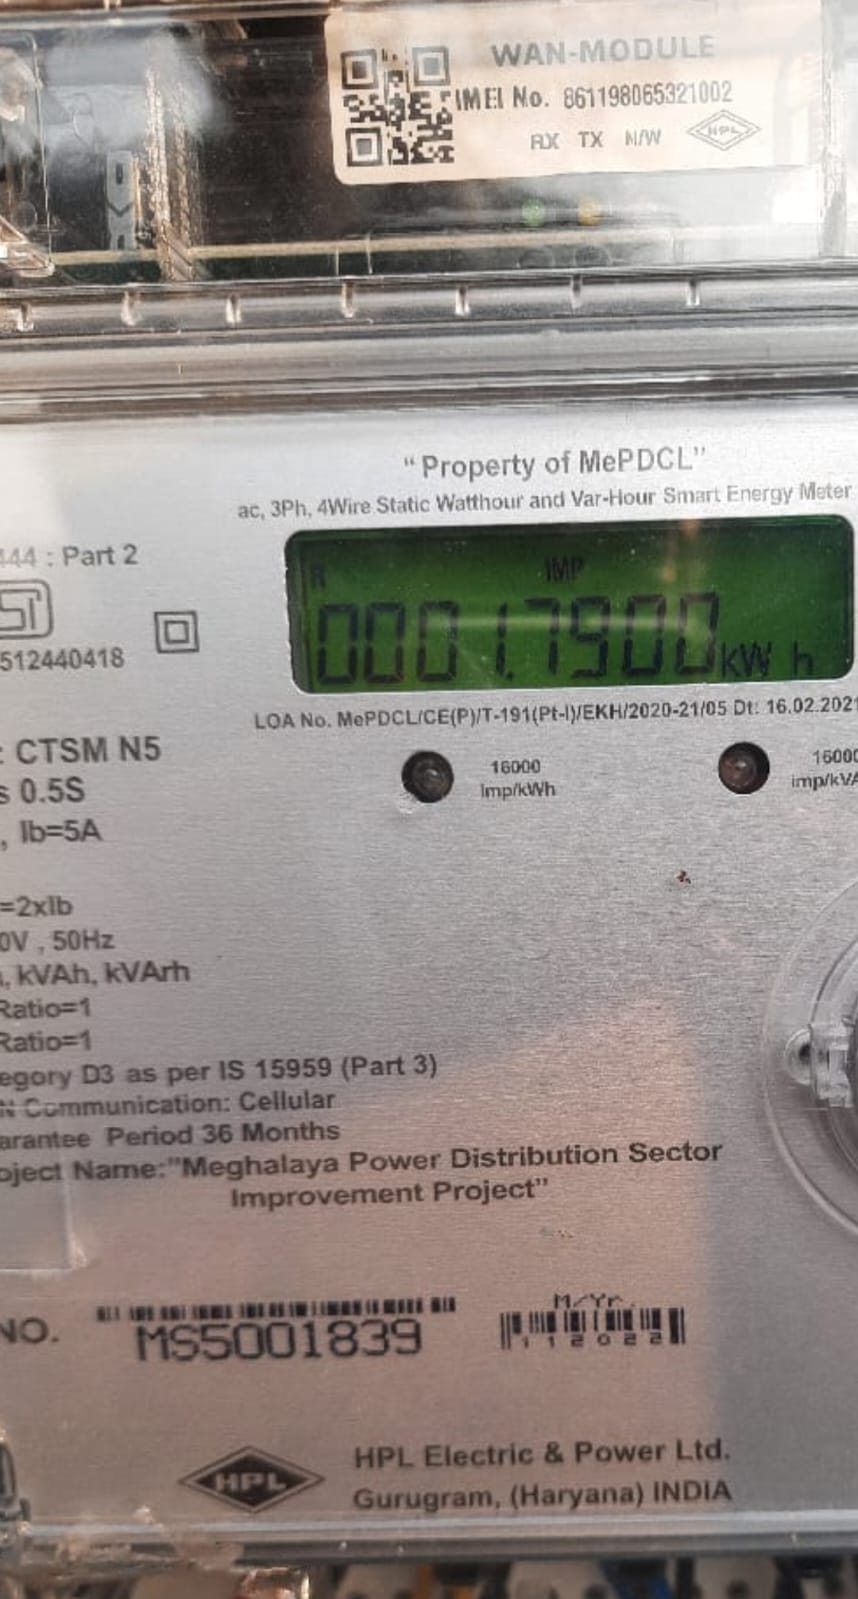 WAN-MODULE
IMEI No. 861198065321002
RX TX N/W
HPL
"Property of MePDCL"
ac, 3Ph, 4Wire Static Watthour and Var-Hour Smart Energy Meter
444 : Part 2
R IMP
0001.7900kWh
512440418
LOA No. MePDCL/CE(P)/T-191(Pt-I)/EKH/2020-21/05 Dt: 16.02.2021
: CTSM N5
16000
Imp/kWh
16000
imp/kVA
s 0.5S
, Ib=5A
=2xIb
0V , 50Hz
, kVAh, kVArh
Ratio=1
Ratio=1
egory D3 as per IS 15959 (Part 3)
N Communication: Cellular
arantee Period 36 Months
oject Name:"Meghalaya Power Distribution Sector
Improvement Project"
M/Yr.
NO. MS5001839
112022
HPL
HPL Electric & Power Ltd.
Gurugram, (Haryana) INDIA